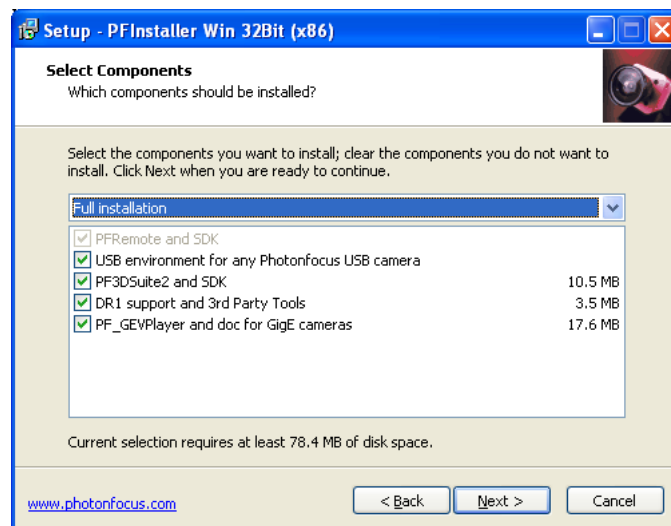 Setup - PFInstaller Win 32Bit (x86)
Select Components
Which components should be installed?
Select the components you want to install; clear the components you do not want to
install. Click Next when you are ready to continue.
Full installation
PFRemote and SDK
USB environment for any Photonfocus USB camera
PF3DSuite2 and SDK 10.5 MB
DR1 support and 3rd Party Tools 3.5 MB
PF_GEVPlayer and doc for GigE cameras 17.6 MB
Current selection requires at least 78.4 MB of disk space.
www.photonfocus.com < Back Next > Cancel